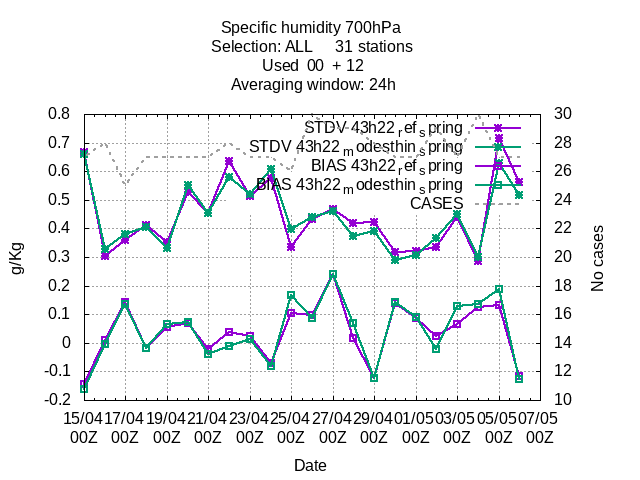 Specific humidity 700hPa
Selection: ALL 31 stations
Used 00 + 12
Averaging window: 24h
STDV 43h22_ref_spring
STDV 43h22_modesthin_spring
BIAS 43h22_ref_spring
BIAS 43h22_modesthin_spring
CASES
g/Kg
0.8
0.7
0.6
0.5
0.4
0.3
0.2
0.1
0
-0.1
-0.2
No cases
30
28
26
24
22
20
18
16
14
12
10
15/04 17/04 19/04 21/04 23/04 25/04 27/04 29/04 01/05 03/05 05/05 07/05
00Z 00Z 00Z 00Z 00Z 00Z 00Z 00Z 00Z 00Z 00Z 00Z
Date